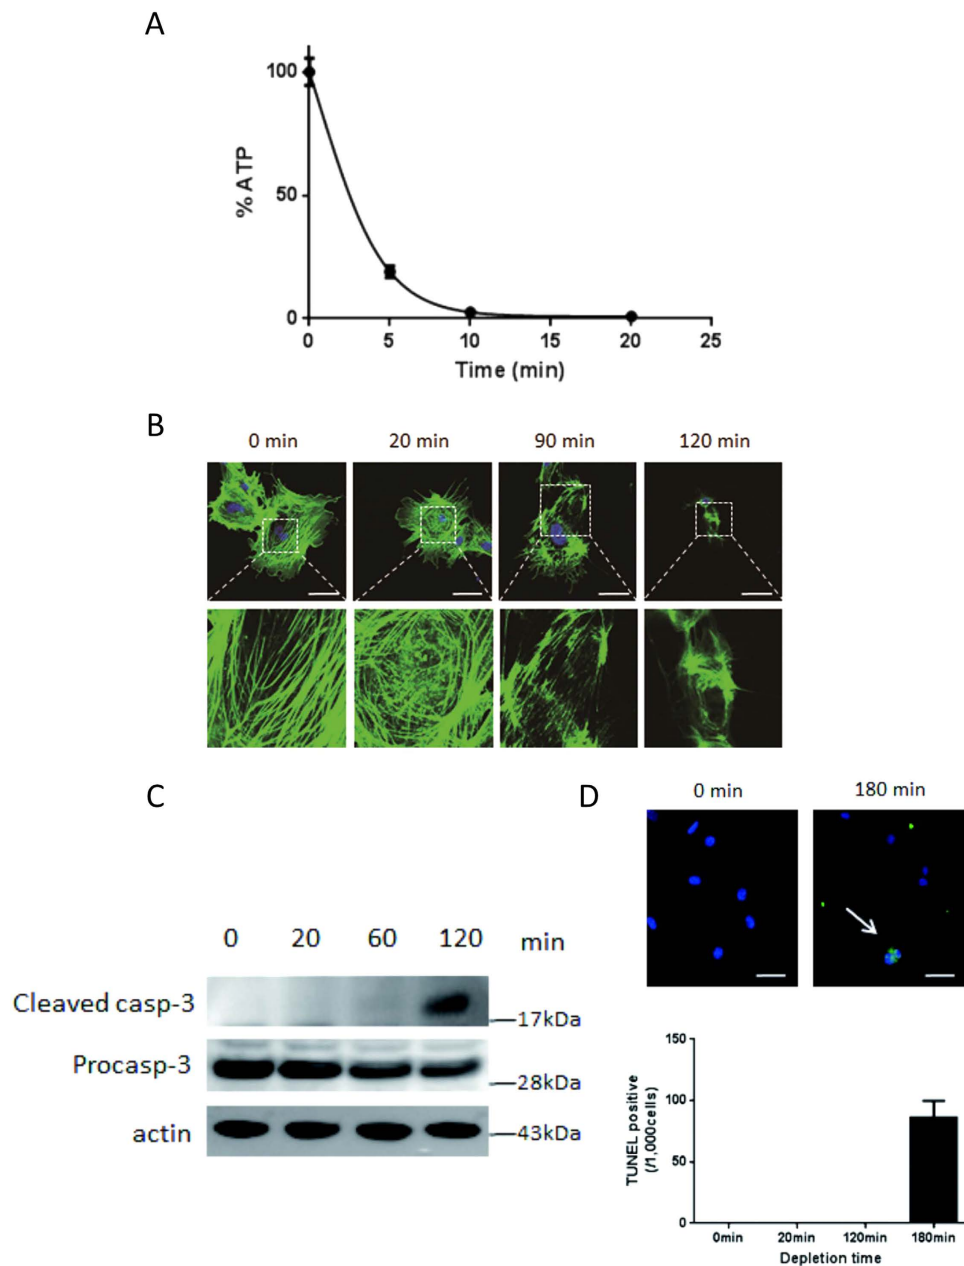 A
100
50
0
% ATP
0 5 10 15 20 25
Time (min)
B
0 min 20 min 90 min 120 min
C
0 20 60 120 min
Cleaved casp-3
17kDa
Procasp-3
28kDa
actin
43kDa
D
0 min 180 min
150
100
50
0
TUNEL positive
(/1,000cells)
0min 20min 120min 180min
Depletion time